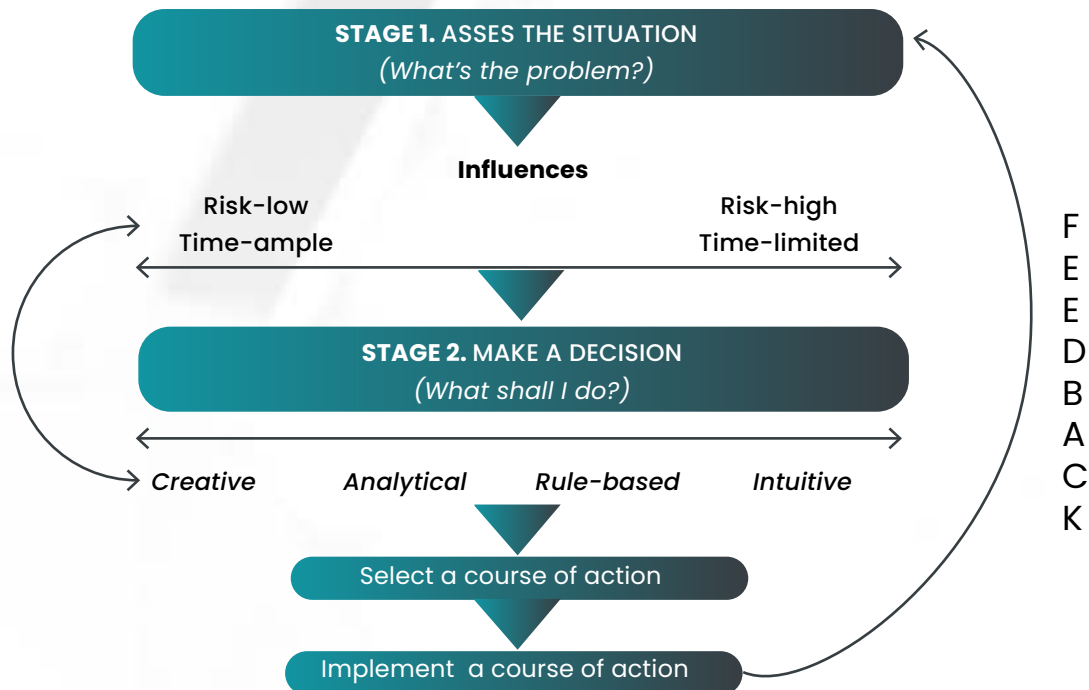 STAGE 1. ASSES THE SITUATION
(What's the problem?)
Influences
Risk-low
Time-ample
Risk-high
Time-limited
STAGE 2. MAKE A DECISION
(What shall I do?)
Creative Analytical Rule-based Intuitive
Select a course of action
Implement a course of action
F
E
E
D
B
A
C
K